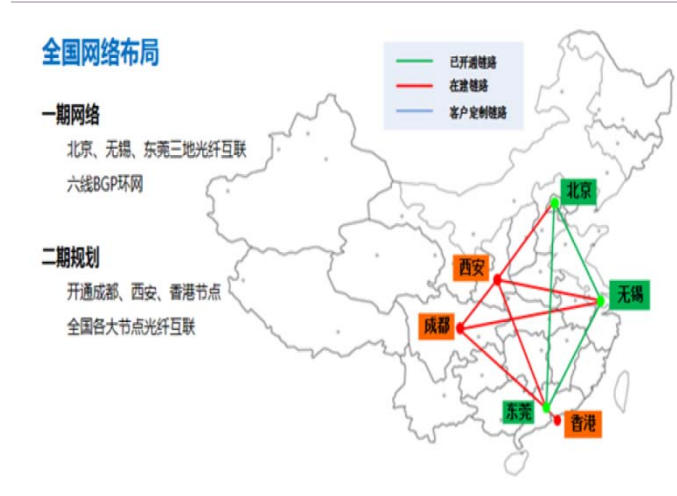 全国网络布局
已开通链路
在建链路
客户定制链路
一期网络
北京、无锡、东莞三地光纤互联
六线BGP环网
二期规划
开通成都、西安、香港节点
全国各大节点光纤互联
北京
西安
无锡
成都
东莞
香港